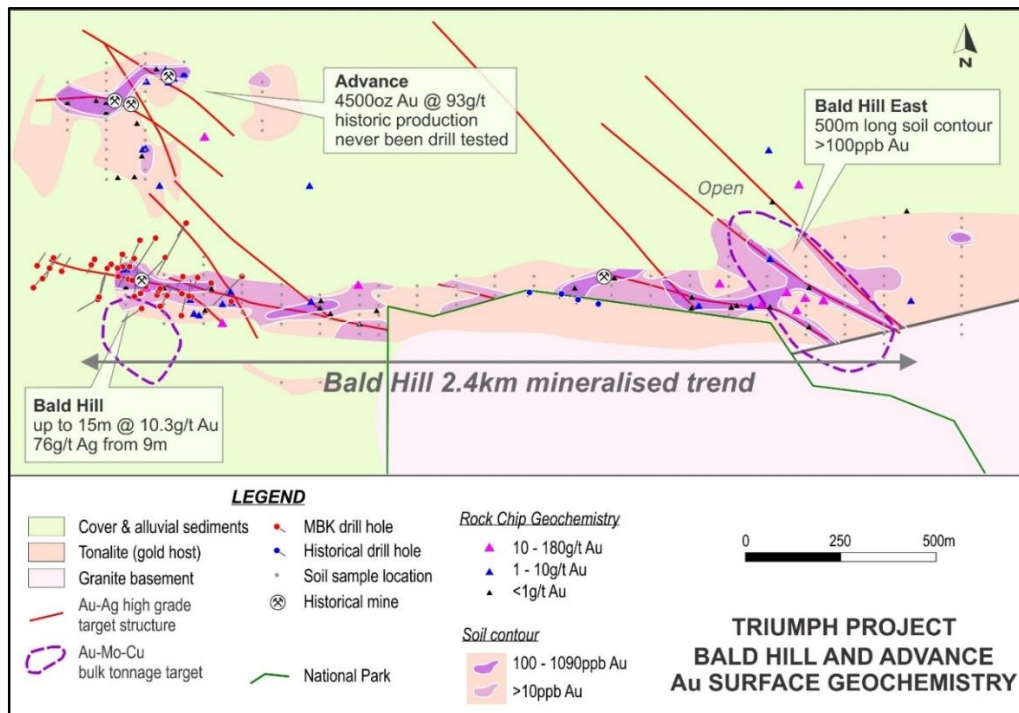 Advance
4500oz Au @ 93g/t
historic production
never been drill tested
N
Bald Hill East
500m long soil contour
>100ppb Au
Open
Bald Hill 2.4km mineralised trend
Bald Hill
up to 15m @ 10.3g/t Au
76g/t Ag from 9m
LEGEND
Cover & alluvial sediments
Tonalite (gold host)
Granite basement
Au-Ag high grade
target structure
Au-Mo-Cu
bulk tonnage target
MBK drill hole
Historical drill hole
Soil sample location
Historical mine
National Park
Rock Chip Geochemistry
10 - 180g/t Au
1 - 10g/t Au
<1g/t Au
Soil contour
100 - 1090ppb Au
>10ppb Au
0 250 500m
TRIUMPH PROJECT
BALD HILL AND ADVANCE
Au SURFACE GEOCHEMISTRY